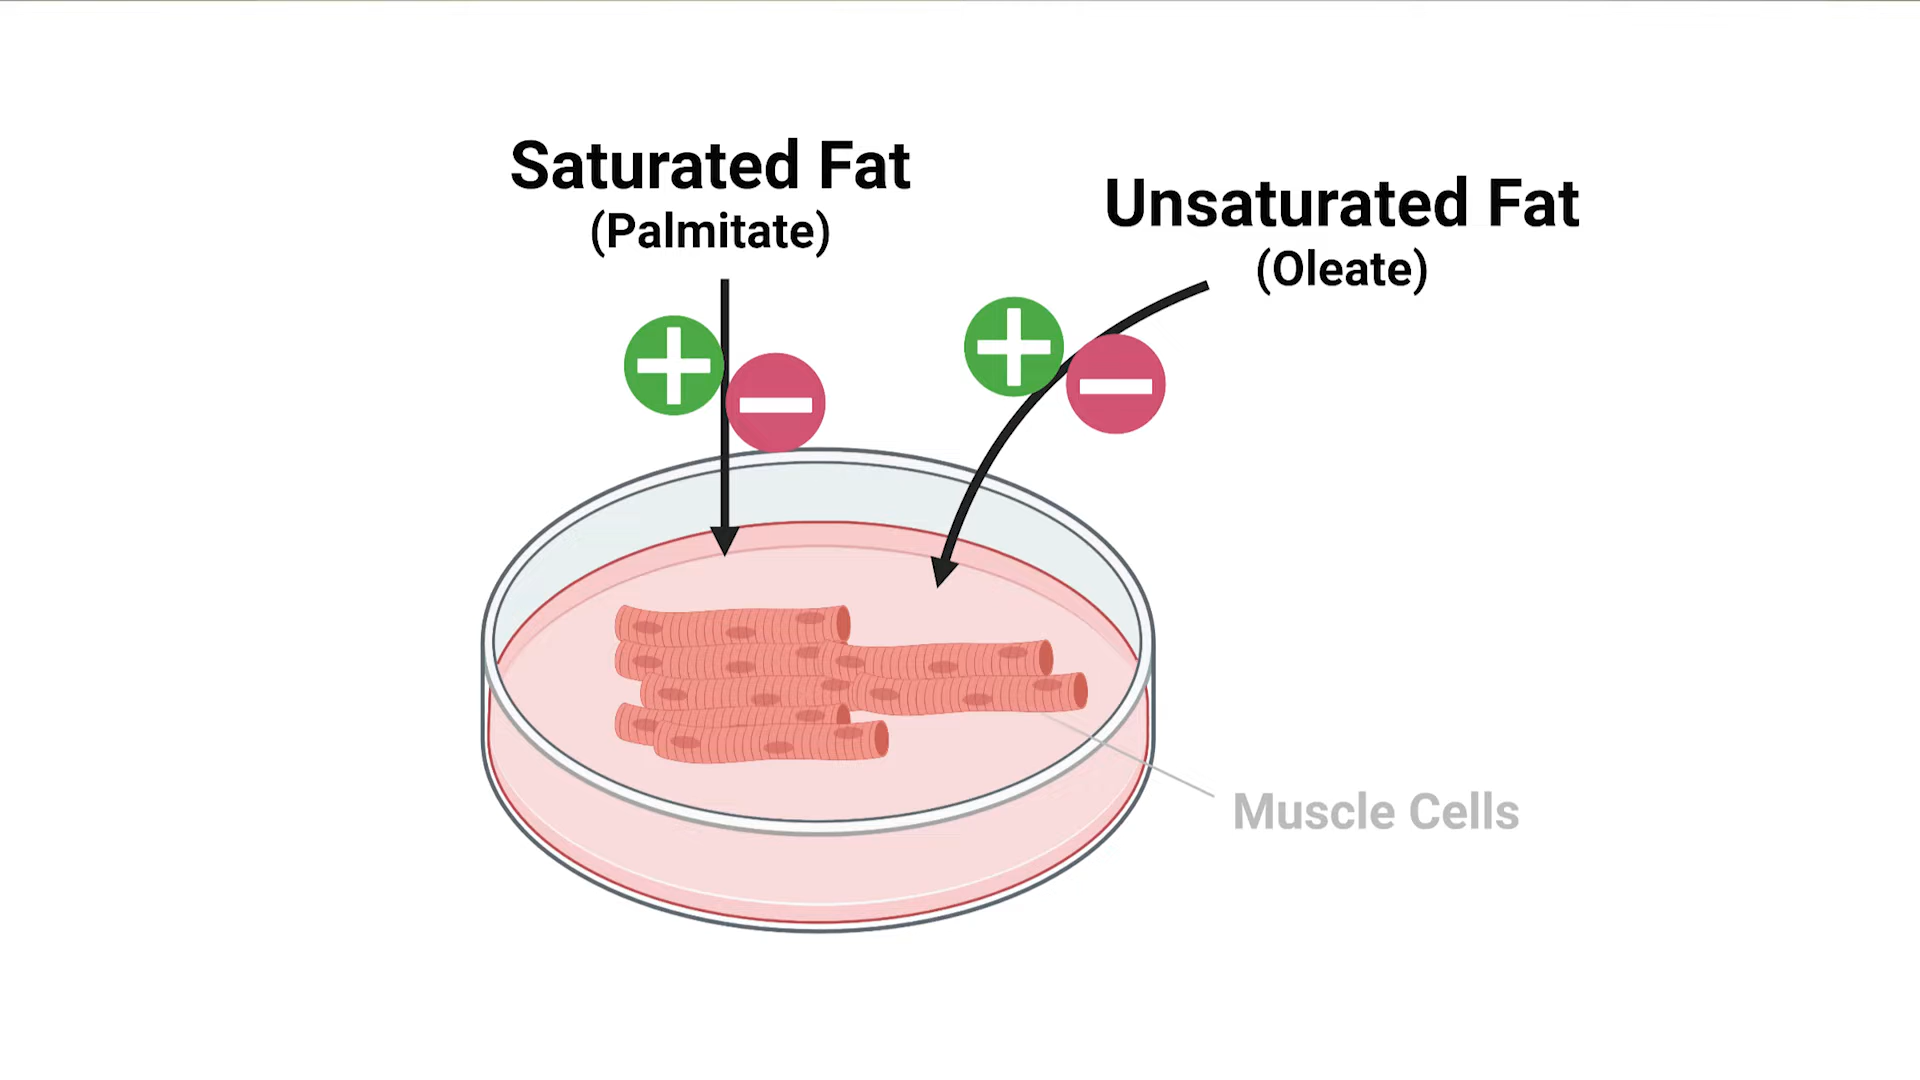 Saturated Fat
(Palmitate)
Unsaturated Fat
(Oleate)
Muscle Cells